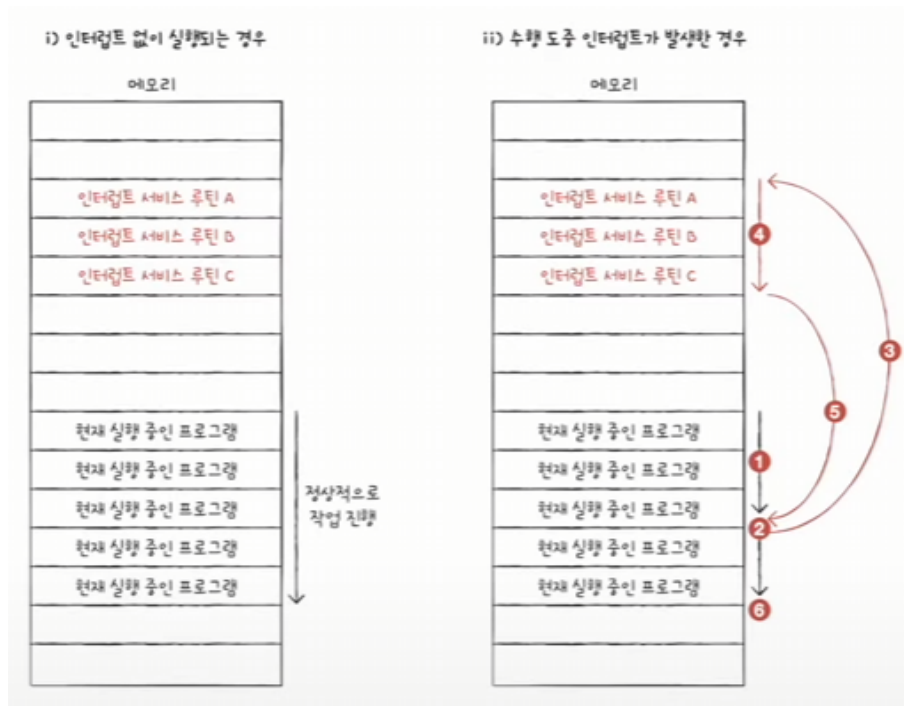 i) 인터럽트 없이 실행되는 경우
메모리
인터럽트 서비스 루틴 A
인터럽트 서비스 루틴 B
인터럽트 서비스 루틴 C
현재 실행 중인 프로그램
현재 실행 중인 프로그램
현재 실행 중인 프로그램
현재 실행 중인 프로그램
현재 실행 중인 프로그램
정상적으로
작업 진행
ii) 수행 도중 인터럽트가 발생한 경우
메모리
인터럽트 서비스 루틴 A
인터럽트 서비스 루틴 B
인터럽트 서비스 루틴 C
현재 실행 중인 프로그램
현재 실행 중인 프로그램
현재 실행 중인 프로그램
현재 실행 중인 프로그램
현재 실행 중인 프로그램
4
3
5
1
2
6